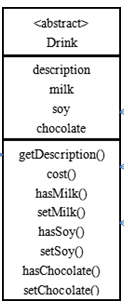 <abstract>
Drink
description
milk
soy
chocolate
getDescription()
cost()
hasMilk()
setMilk()
hasSoy()
setSoy()
hasChocolate()
setChocolate()